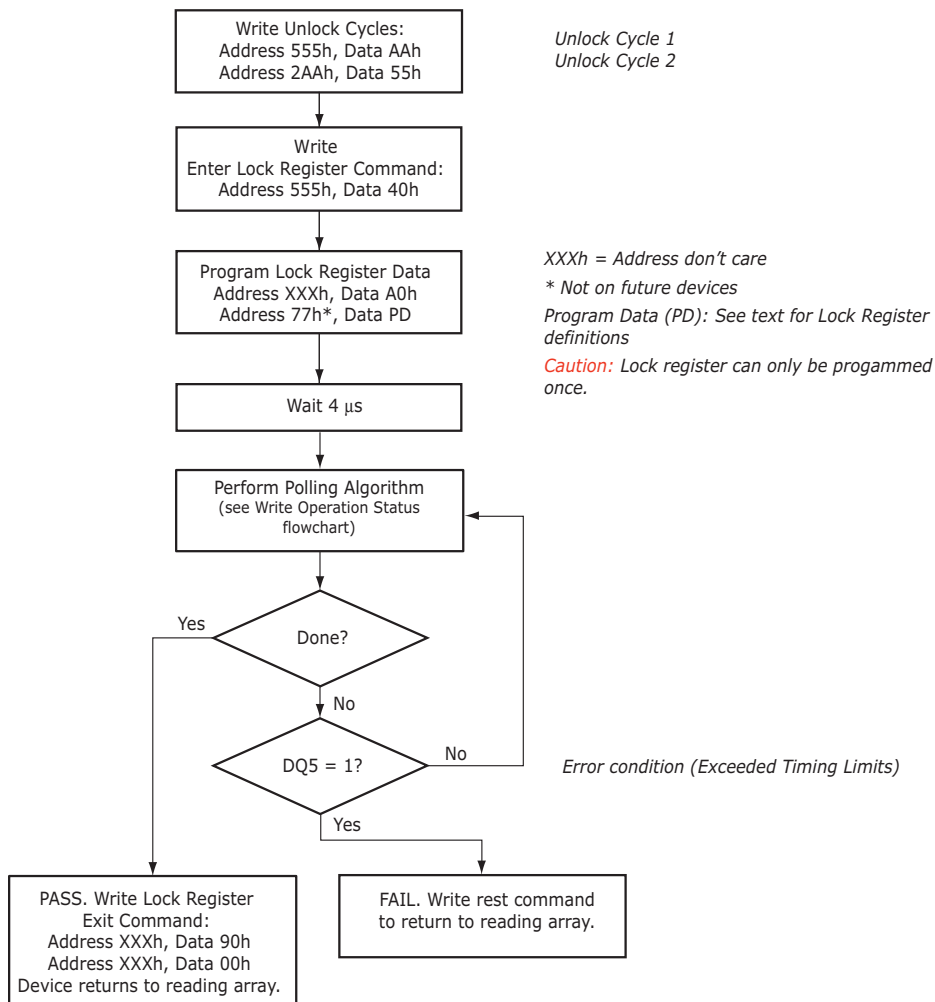 Write Unlock Cycles:
Address 555h, Data AAh
Address 2AAh, Data 55h
Unlock Cycle 1
Unlock Cycle 2
Write
Enter Lock Register Command:
Address 555h, Data 40h
Program Lock Register Data
Address XXXh, Data A0h
Address 77h*, Data PD
XXXh = Address don't care
* Not on future devices
Program Data (PD): See text for Lock Register
definitions
Caution: Lock register can only be progammed
once.
Wait 4 μs
Perform Polling Algorithm
(see Write Operation Status
flowchart)
Yes
Done?
No
DQ5 = 1?
No
Error condition (Exceeded Timing Limits)
Yes
PASS. Write Lock Register
Exit Command:
Address XXXh, Data 90h
Address XXXh, Data 00h
Device returns to reading array.
FAIL. Write rest command
to return to reading array.